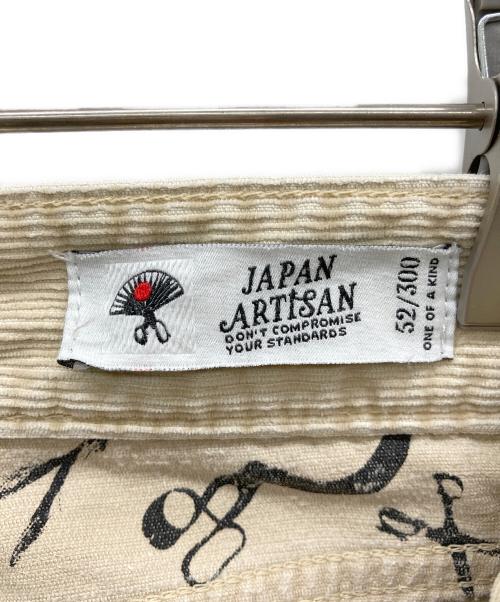 JAPAN
ARTISAN
DON'T COMPROMISE
YOUR STANDARDS
52/300
ONE OF A KIND